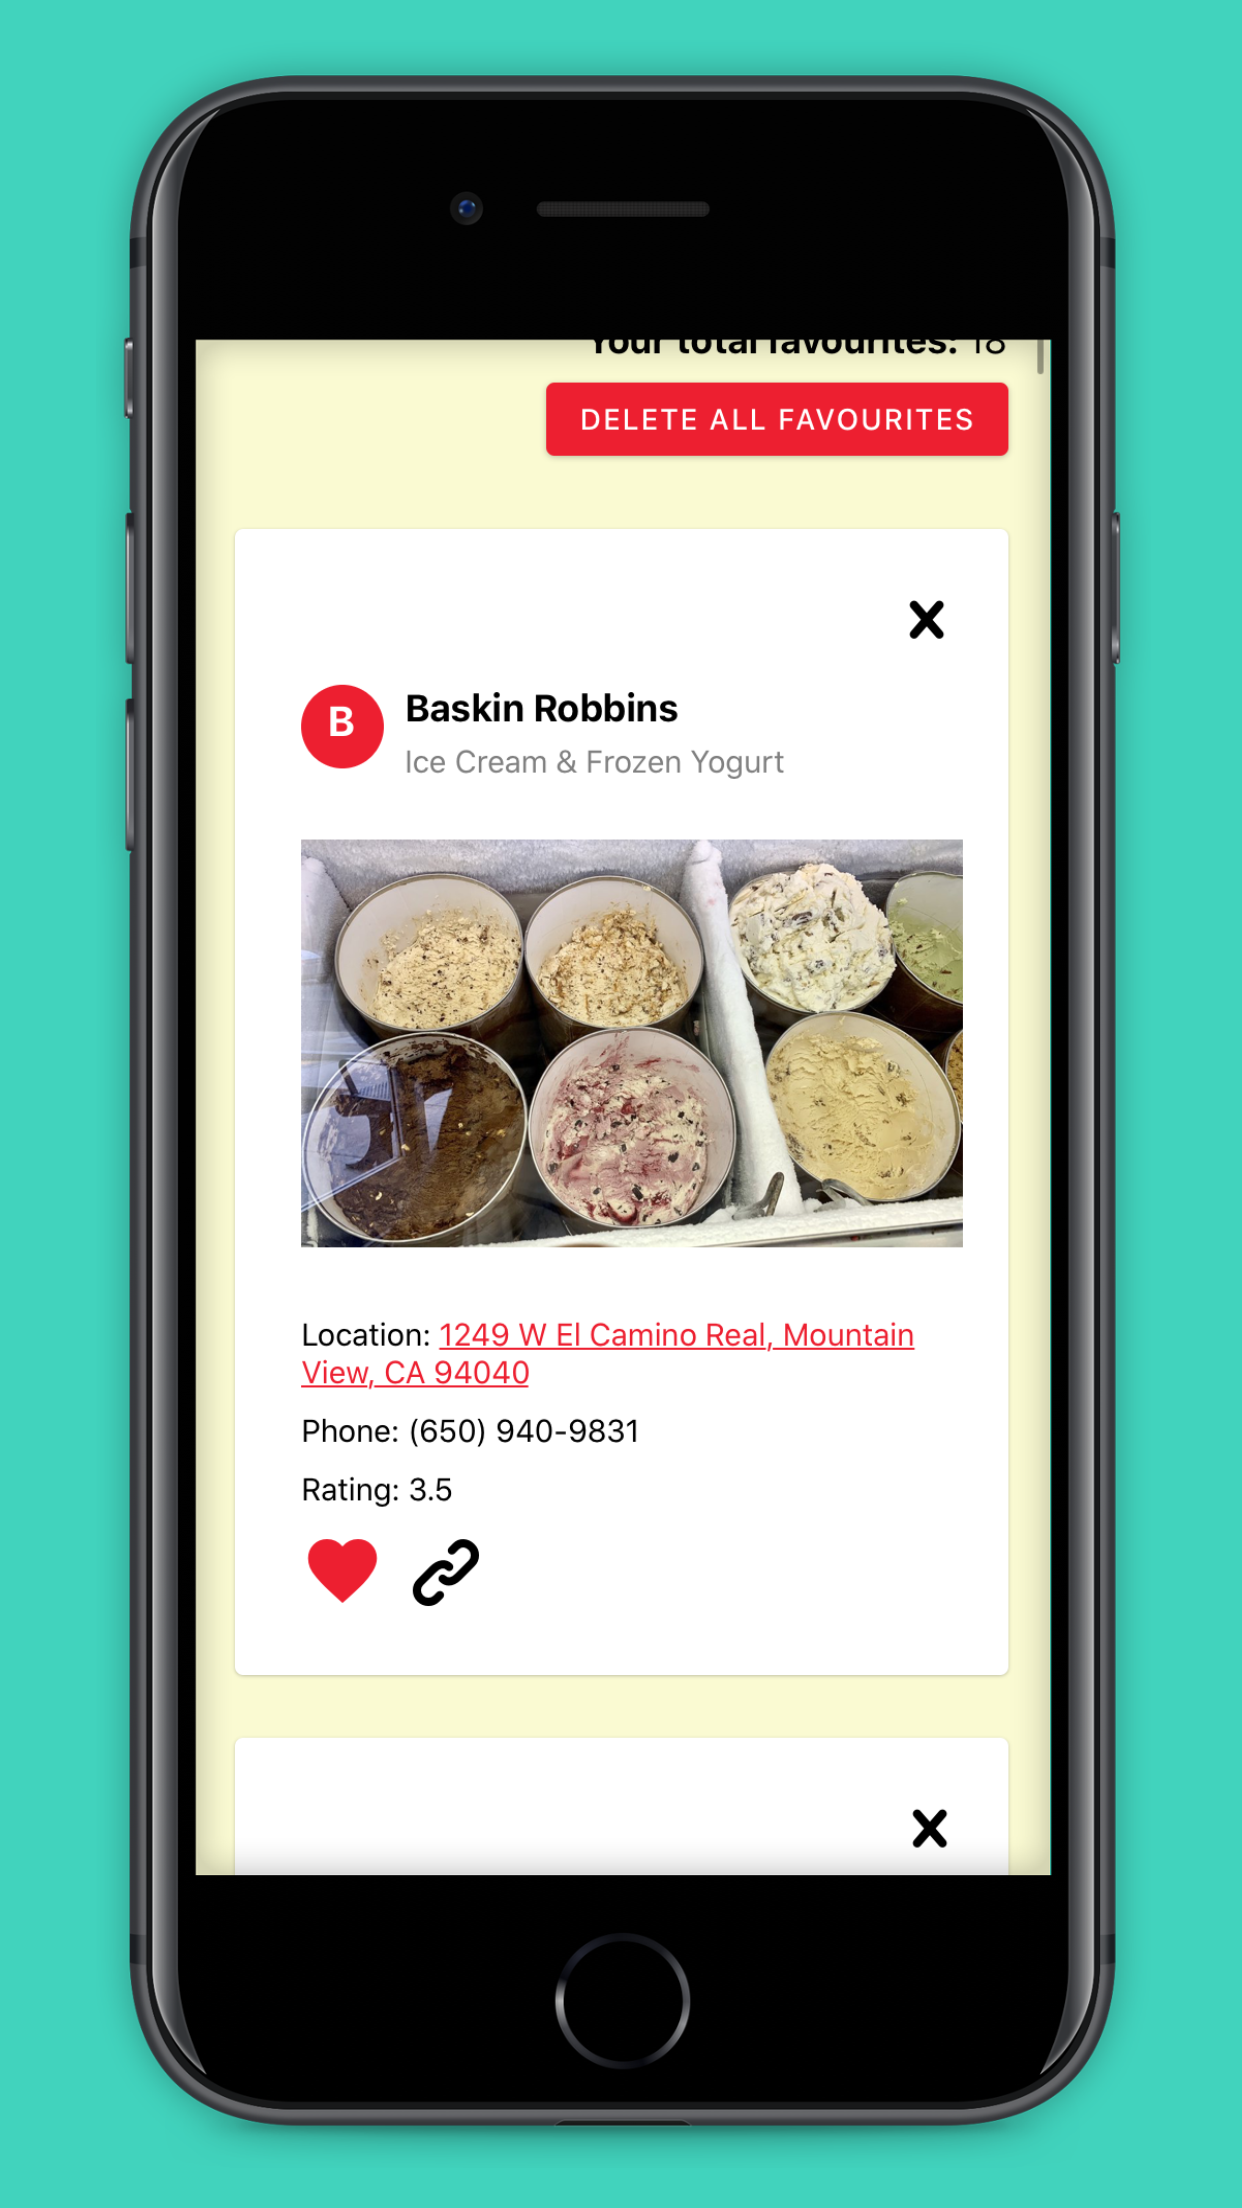 Your total favourites: 18
DELETE ALL FAVOURITES
B
Baskin Robbins
Ice Cream & Frozen Yogurt
Location: 1249 W El Camino Real, Mountain
View, CA 94040
Phone: (650) 940-9831
Rating: 3.5